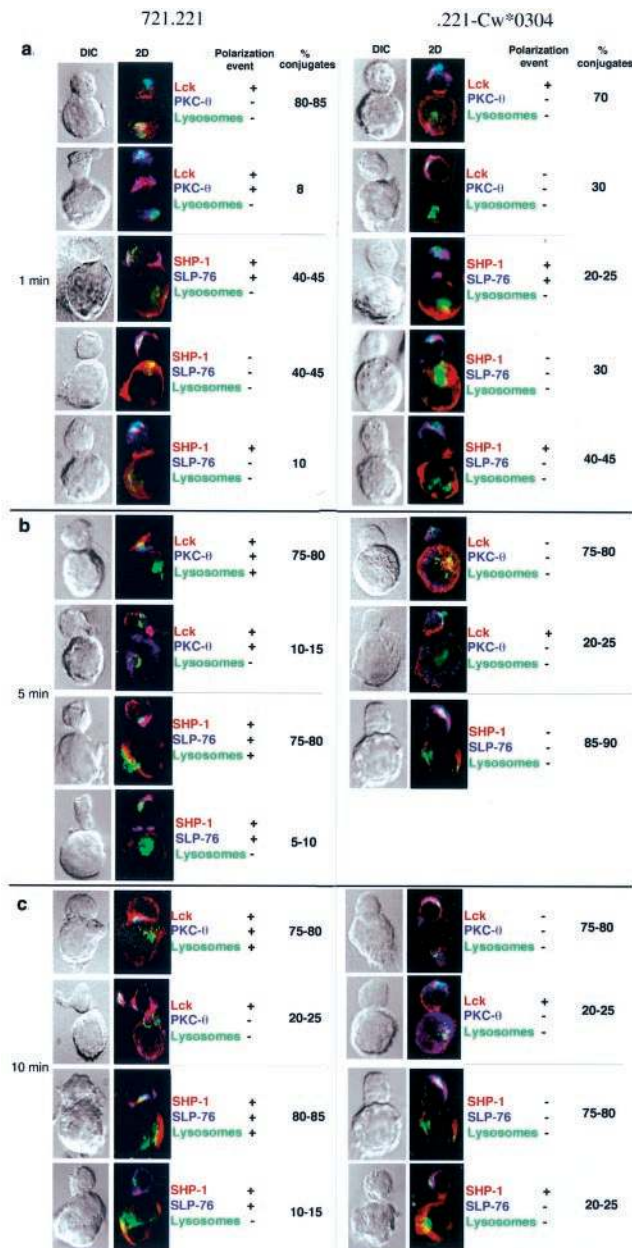 721.221
.221-Cw*0304
a
DIC 2D Polarization event % conjugates
DIC 2D Polarization event % conjugates
1 min
Lck +
PKC-θ - 80-85
Lysosomes -
Lck +
PKC-θ - 70
Lysosomes -
Lck +
PKC-θ + 8
Lysosomes -
Lck -
PKC-θ - 30
Lysosomes -
SHP-1 +
SLP-76 + 40-45
Lysosomes -
SHP-1 +
SLP-76 + 20-25
Lysosomes -
SHP-1 -
SLP-76 - 40-45
Lysosomes -
SHP-1 -
SLP-76 - 30
Lysosomes -
SHP-1 +
SLP-76 - 10
Lysosomes -
SHP-1 +
SLP-76 - 40-45
Lysosomes -
b
5 min
Lck +
PKC-θ + 75-80
Lysosomes +
Lck -
PKC-θ - 75-80
Lysosomes -
Lck +
PKC-θ + 10-15
Lysosomes -
Lck +
PKC-θ - 20-25
Lysosomes -
SHP-1 +
SLP-76 + 75-80
Lysosomes +
SHP-1 -
SLP-76 - 85-90
Lysosomes -
SHP-1 +
SLP-76 + 5-10
Lysosomes -
c
10 min
Lck +
PKC-θ + 75-80
Lysosomes +
Lck -
PKC-θ - 75-80
Lysosomes -
Lck +
PKC-θ - 20-25
Lysosomes -
Lck +
PKC-θ - 20-25
Lysosomes -
SHP-1 +
SLP-76 + 80-85
Lysosomes +
SHP-1 -
SLP-76 - 75-80
Lysosomes -
SHP-1 +
SLP-76 + 10-15
Lysosomes -
SHP-1 +
SLP-76 - 20-25
Lysosomes -